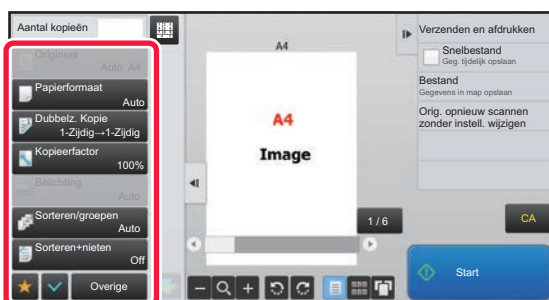 Aantal kopieën
Origineel
Auto A4
Papierformaat
Auto
Dubbelz. Kopie
1-Zijdig→1-Zijdig
Kopieerfactor
100%
Belichting
Auto
Sorteren/groepen
Auto
Sorteren+nieten
Off
Overige
A4
A4
Image
1 / 6
Verzenden en afdrukken
Snelbestand
Geg. tijdelijk opslaan
Bestand
Gegevens in map opslaan
Orig. opnieuw scannen
zonder instell. wijzigen
CA
Start